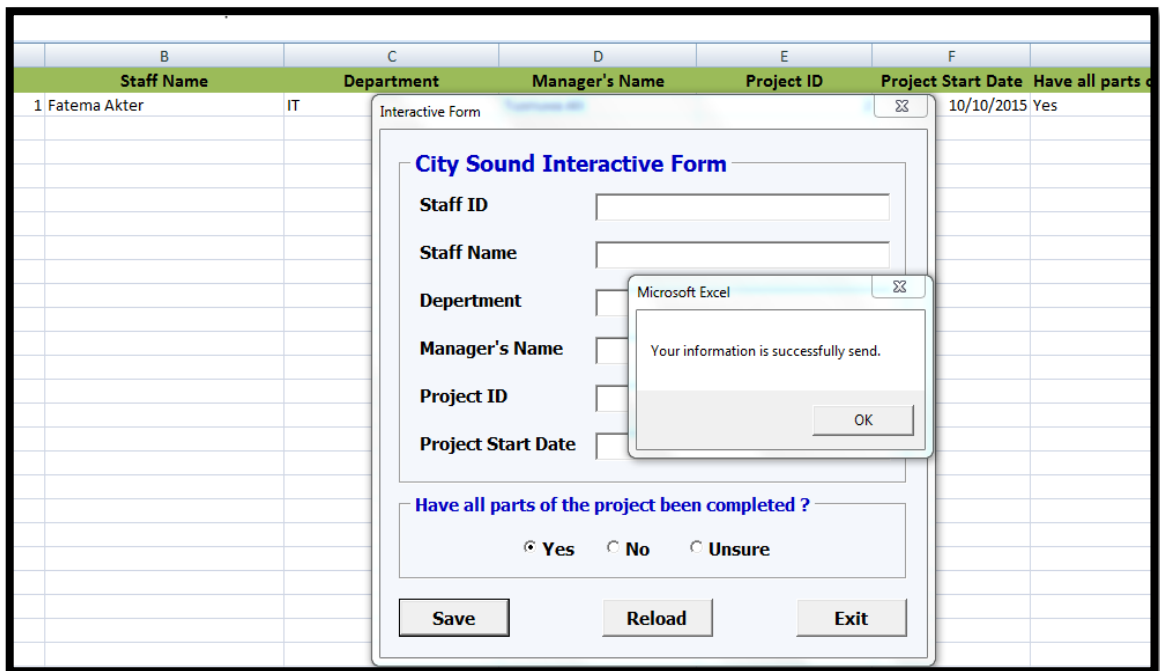 B C D E F
Staff Name Department Manager's Name Project ID Project Start Date Have all parts
1 Fatema Akter IT 10/10/2015 Yes
Interactive Form
City Sound Interactive Form
Staff ID
Staff Name
Depertment
Manager's Name
Project ID
Project Start Date
Microsoft Excel
Your information is successfully send.
OK
Have all parts of the project been completed ?
Yes No Unsure
Save Reload Exit